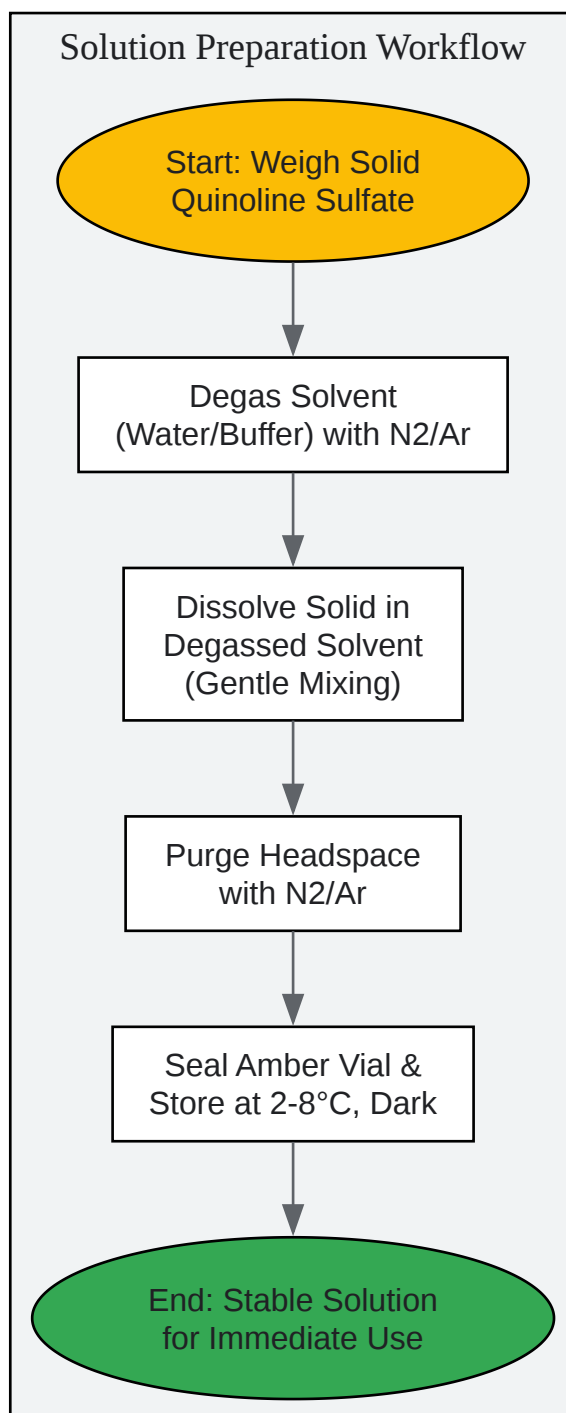 Solution Preparation Workflow
Start: Weigh Solid
Quinoline Sulfate
Degas Solvent
(Water/Buffer) with N2/Ar
Dissolve Solid in
Degassed Solvent
(Gentle Mixing)
Purge Headspace
with N2/Ar
Seal Amber Vial &
Store at 2-8°C, Dark
End: Stable Solution
for Immediate Use